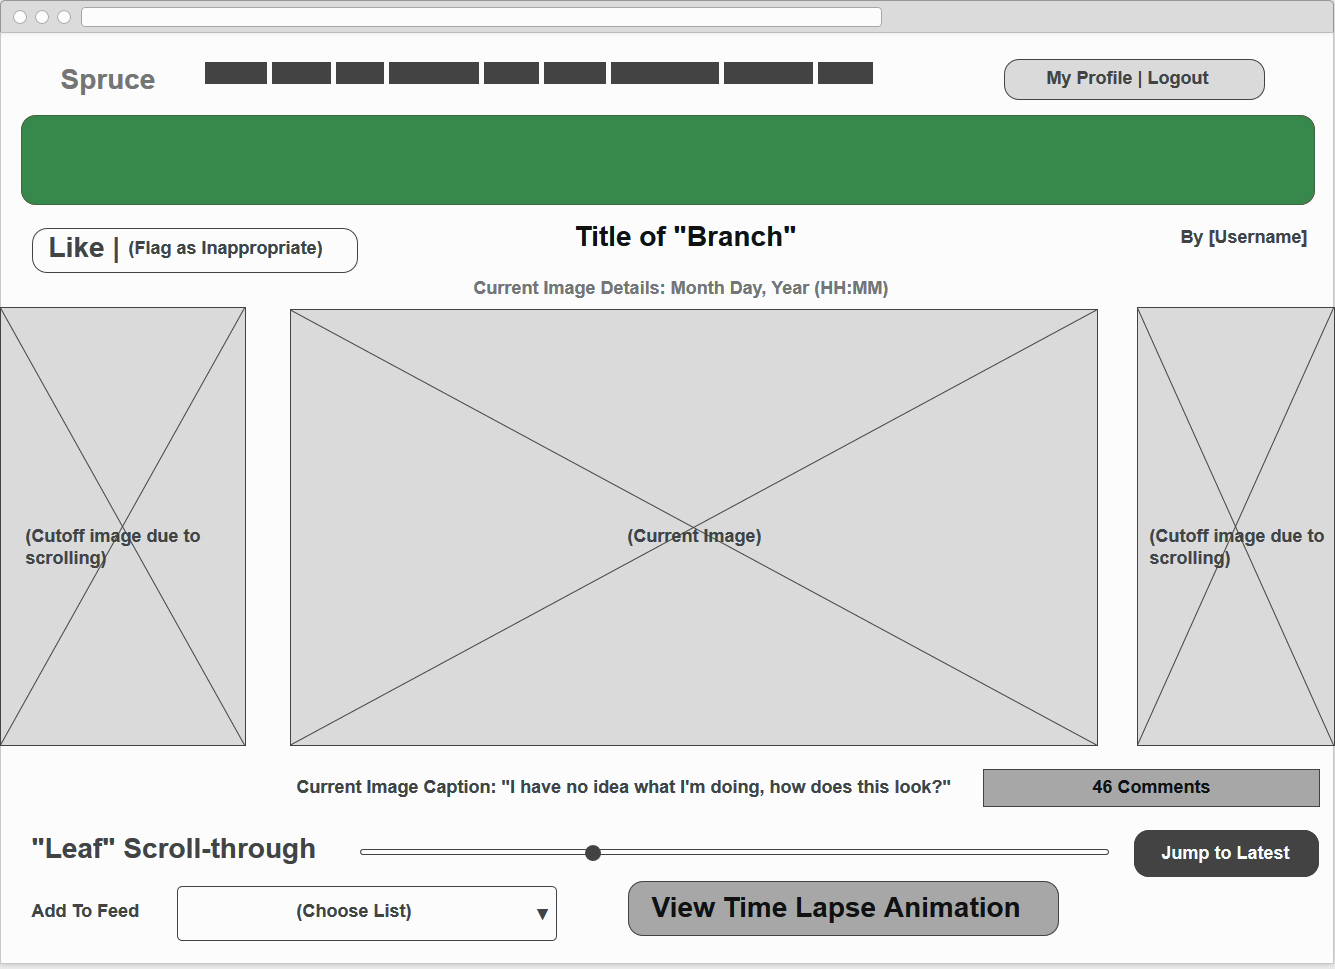 Spruce
My Profile | Logout
Like | (Flag as Inappropriate)
Title of "Branch"
By [Username]
Current Image Details: Month Day, Year (HH:MM)
(Cutoff image due to
scrolling)
(Current Image)
(Cutoff image due to
scrolling)
Current Image Caption: "I have no idea what I'm doing, how does this look?"
46 Comments
"Leaf" Scroll-through
Jump to Latest
Add To Feed
(Choose List)
View Time Lapse Animation